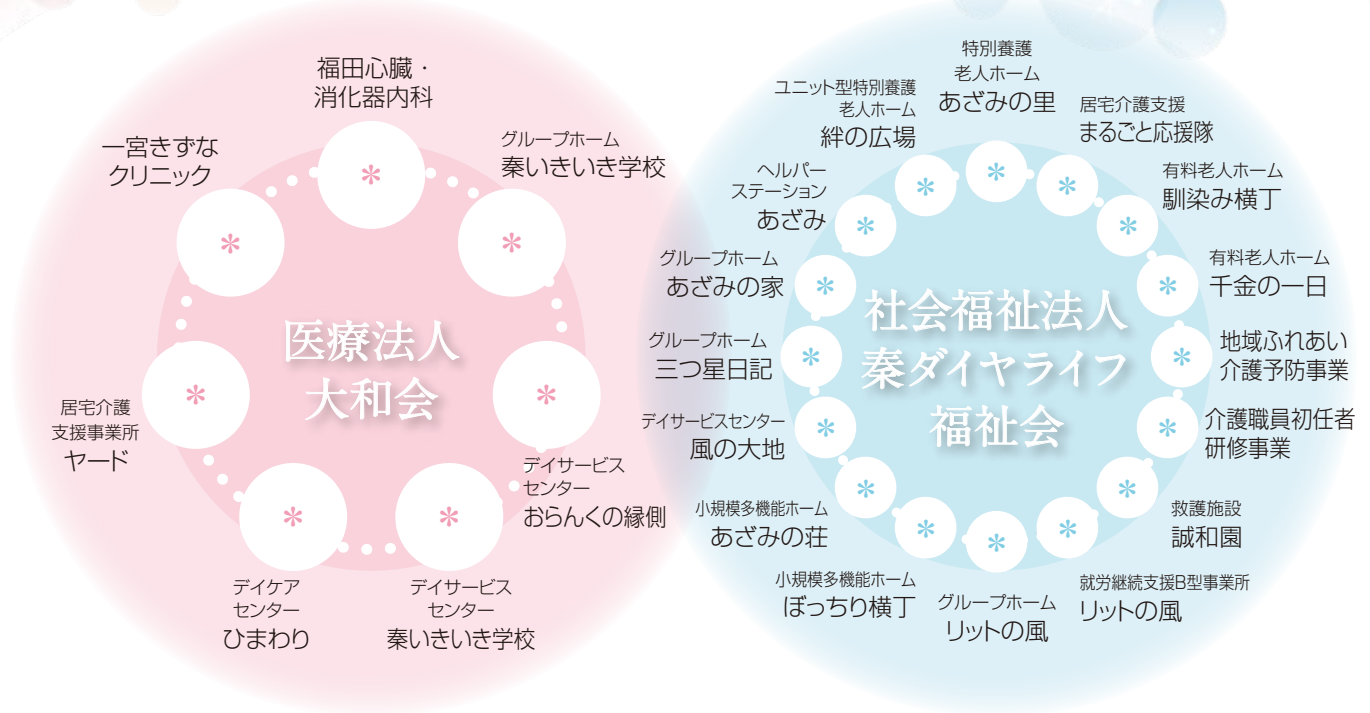 医療法人
大和会
福田心臓・
消化器内科
グループホーム
秦いきいき学校
デイサービス
センター
おらんくの縁側
デイサービス
センター
秦いきいき学校
デイケア
センター
ひまわり
居宅介護
支援事業所
ヤード
一宮きずな
クリニック
社会福祉法人
秦ダイヤライフ
福祉会
特別養護
老人ホーム
あざみの里
居宅介護支援
まるごと応援隊
有料老人ホーム
馴染み横丁
有料老人ホーム
千金の一日
地域ふれあい
介護予防事業
介護職員初任者
研修事業
救護施設
誠和園
就労継続支援B型事業所
リットの風
グループホーム
リットの風
小規模多機能ホーム
ぼっちり横丁
小規模多機能ホーム
あざみの荘
デイサービスセンター
風の大地
グループホーム
三つ星日記
グループホーム
あざみの家
ヘルパー
ステーション
あざみ
ユニット型特別養護
老人ホーム
絆の広場